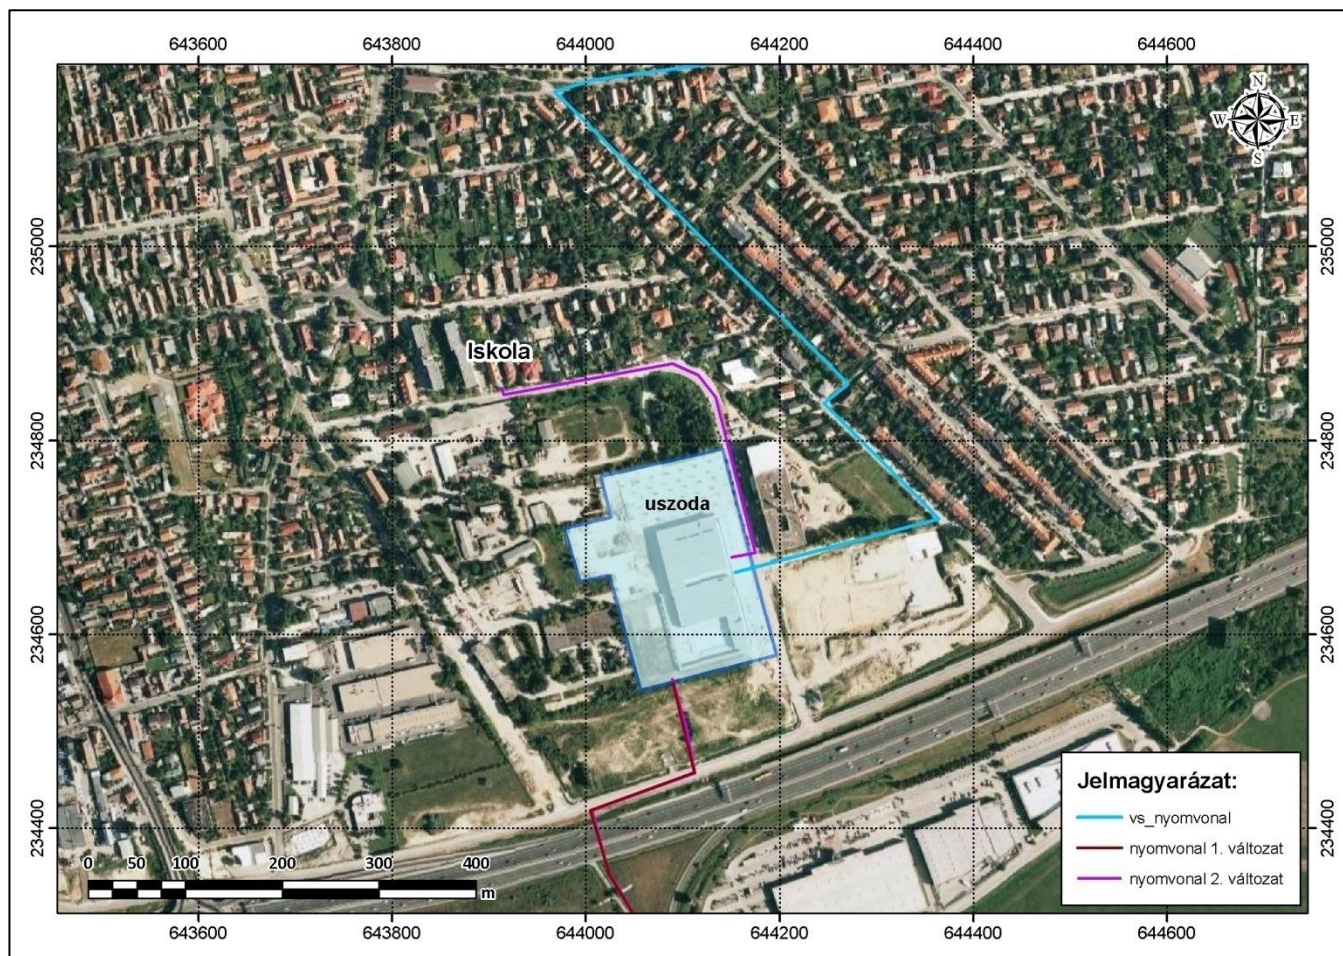 643600 643800 644000 644200 644400 644600
N
W E
S
235000 235000
Iskola
234800 234800
uszoda
234600 234600
Jelmagyarázat:
vs_nyomvonal
234400 234400
nyomvonal 1. változat
0 50 100 200 300 400
nyomvonal 2. változat
m
643600 643800 644000 644200 644400 644600